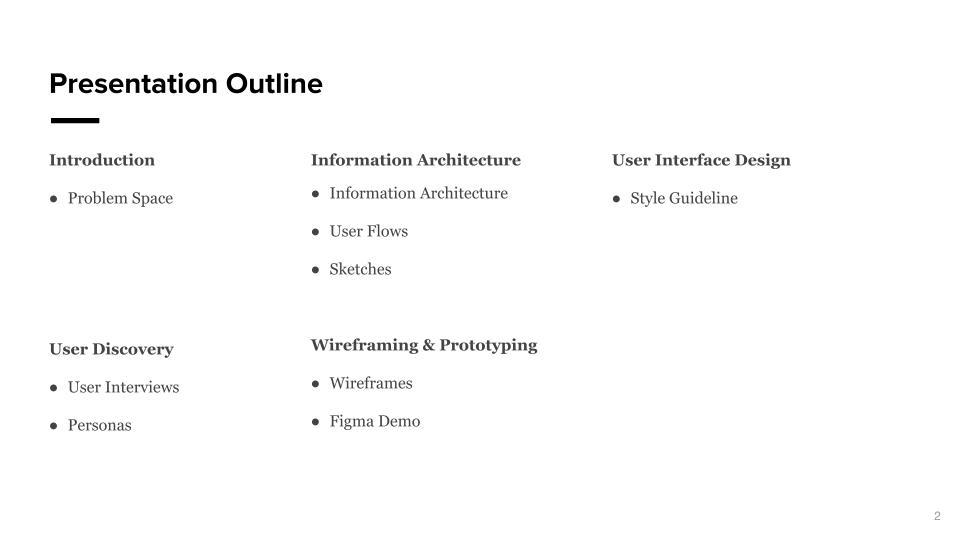 Presentation Outline
Introduction
● Problem Space
User Discovery
● User Interviews
● Personas
Information Architecture
● Information Architecture
● User Flows
● Sketches
Wireframing & Prototyping
● Wireframes
● Figma Demo
User Interface Design
● Style Guideline
2